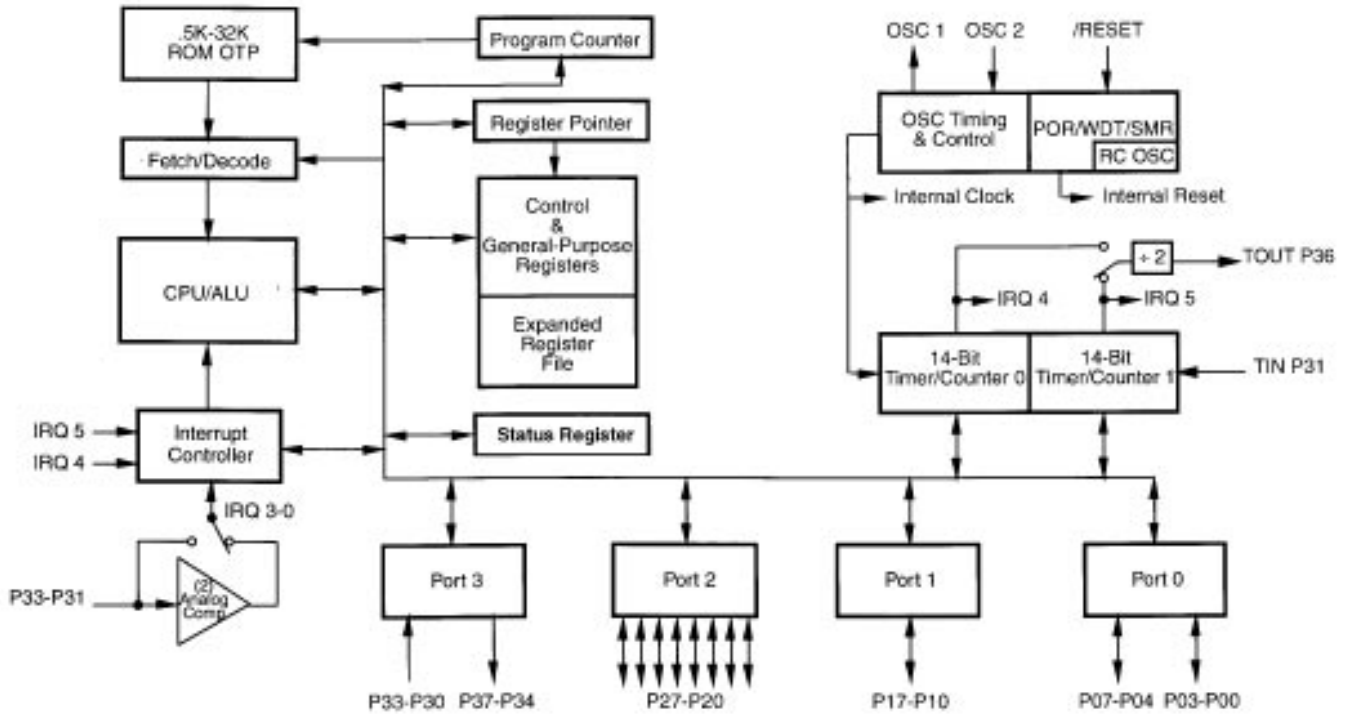 .5K-32K
ROM OTP
Program Counter
OSC 1
OSC 2
/RESET
Register Pointer
OSC Timing
& Control
POR/WDT/SMR
RC OSC
Fetch/Decode
Internal Clock
Internal Reset
Control
&
General-Purpose
Registers
÷ 2
TOUT P36
CPU/ALU
IRQ 4
IRQ 5
Expanded
Register
File
14-Bit
Timer/Counter 0
14-Bit
Timer/Counter 1
TIN P31
IRQ 5
IRQ 4
Interrupt
Controller
Status Register
IRQ 3-0
P33-P31
(2)
Analog
Comp
Port 3
Port 2
Port 1
Port 0
P33-P30
P37-P34
P27-P20
P17-P10
P07-P04
P03-P00